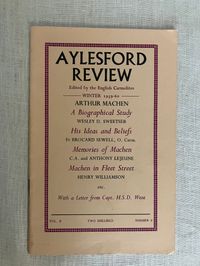 AYLESFORD
REVIEW
Edited by the English Carmelites
WINTER 1959-60
ARTHUR MACHEN
A Biographical Study
WESLEY D. SWEETSER
His Ideas and Beliefs
Fr BROCARD SEWELL, O. Carm.
Memories of Machen
C.A. and ANTHONY LEJEUNE
Machen in Fleet Street
HENRY WILLIAMSON
etc.
With a Letter from Capt. H.S.D. Went
VOL. II
TWO SHILLINGS
NUMBER